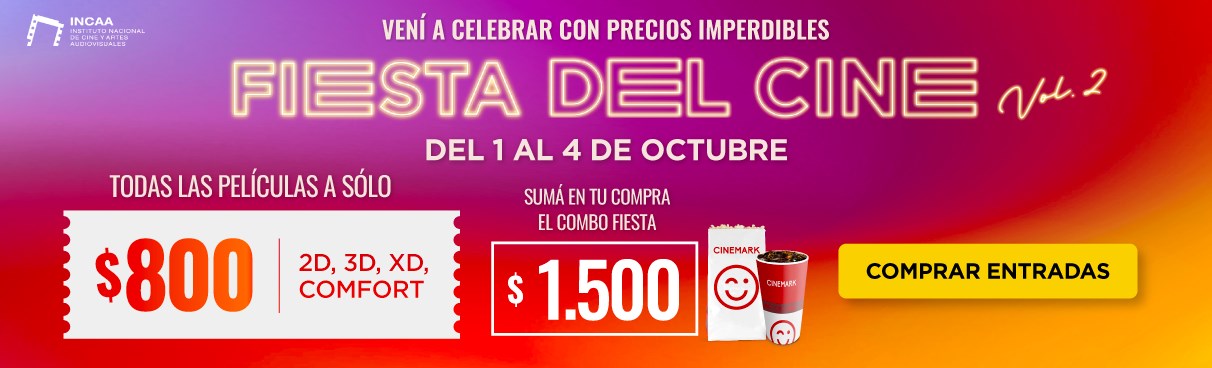 INCAA
INSTITUTO NACIONAL
DE CINE Y ARTES
AUDIOVISUALES
VENÍ A CELEBRAR CON PRECIOS IMPERDIBLES
FIESTA DEL CINE Vol. 2
DEL 1 AL 4 DE OCTUBRE
TODAS LAS PELÍCULAS A SÓLO
$800
2D, 3D, XD,
COMFORT
SUMÁ EN TU COMPRA
EL COMBO FIESTA
$ 1.500
CINEMARK
CINEMARK
COMPRAR ENTRADAS